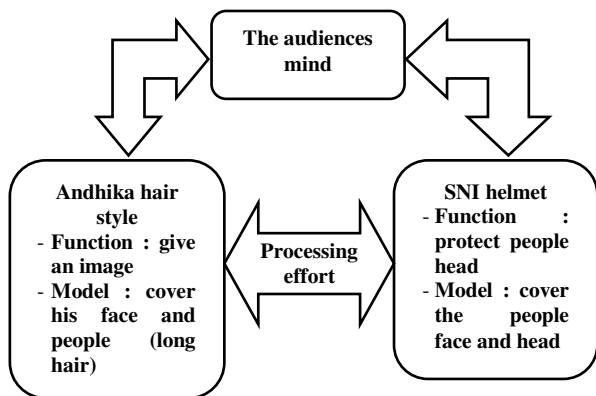 The audiences
mind
Andhika hair
style
- Function : give
an image
- Model : cover
his face and
people (long
hair)
Processing
effort
SNI helmet
- Function :
protect people
head
- Model : cover
the people
face and head